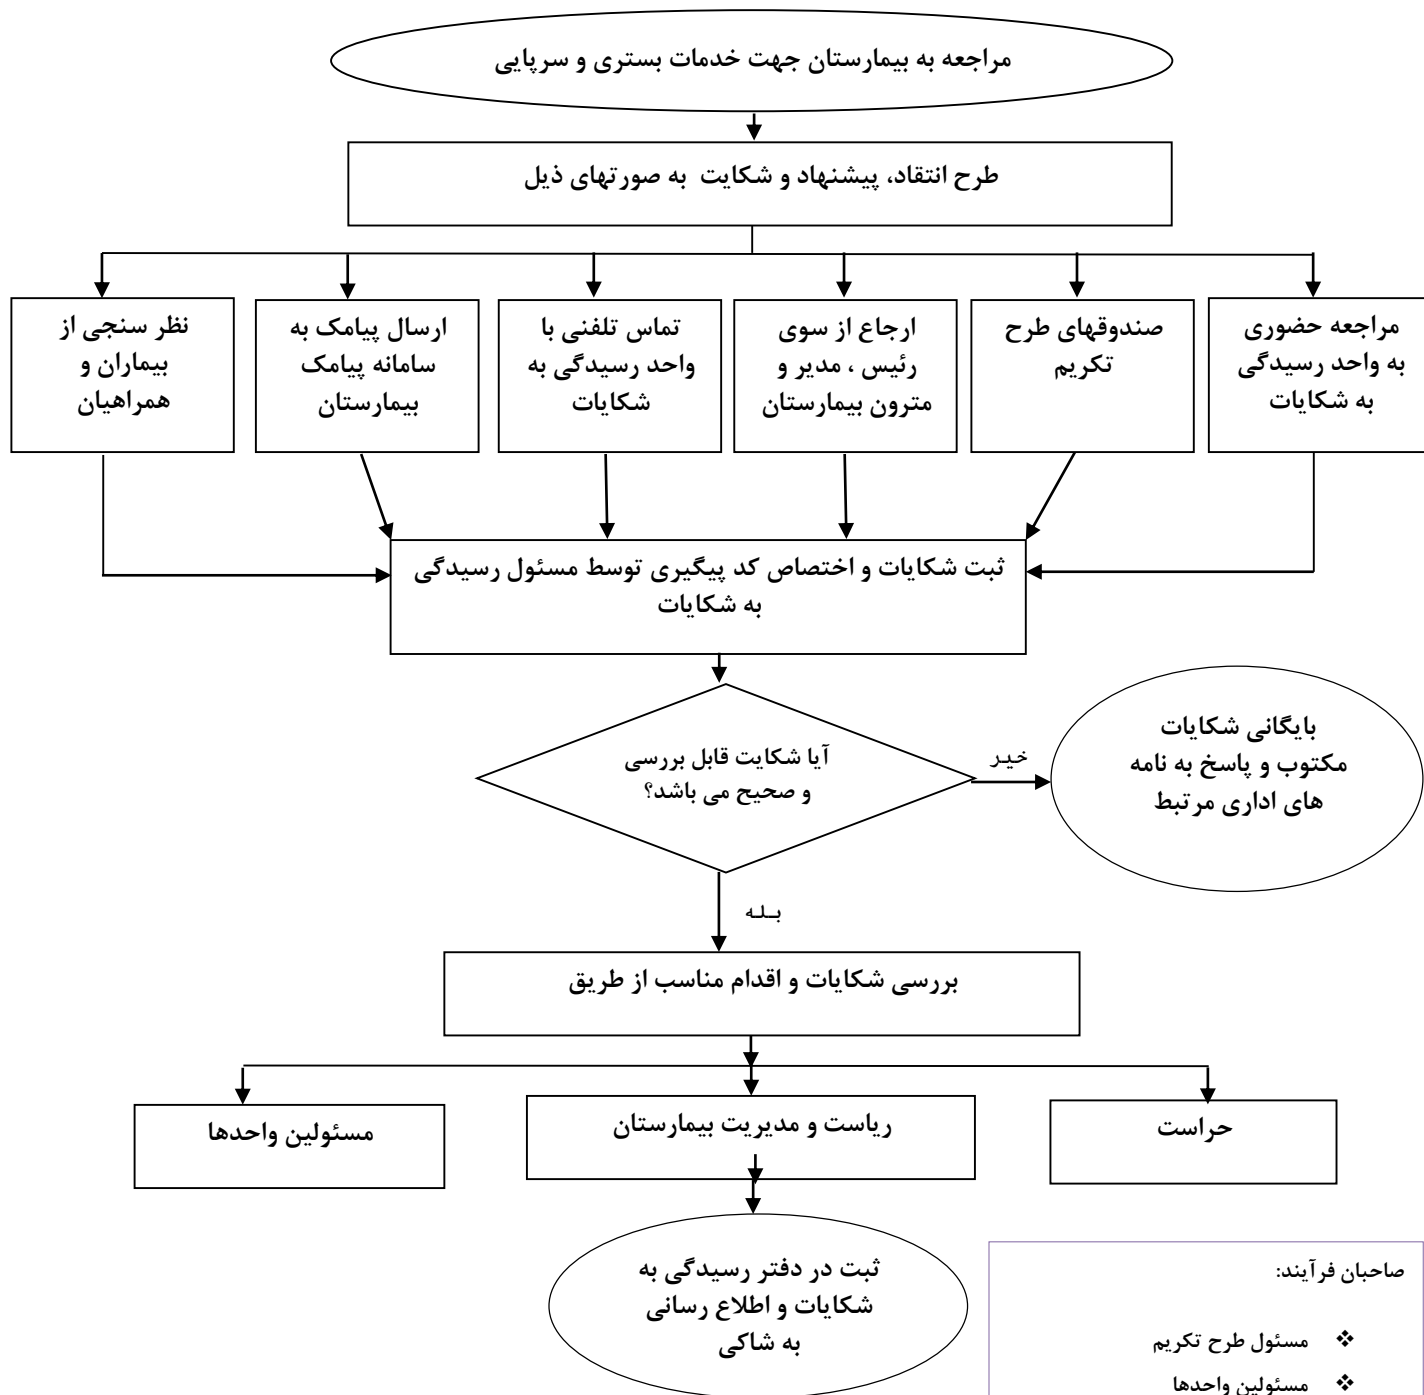 مراجعه به بیمارستان جهت خدمات بستری و سرپایی
طرح انتقاد، پیشنهاد و شکایت به صورتهای ذیل
مراجعه حضوری
به واحد رسیدگی
به شکایات
صندوقهای طرح
تکریم
ارجاع از سوی
رئیس ، مدیر و
مترون بیمارستان
تماس تلفنی با
واحد رسیدگی به
شکایات
ارسال پیامک به
سامانه پیامک
بیمارستان
نظر سنجی از
بیماران و
همراهیان
ثبت شکایات و اختصاص کد پیگیری توسط مسئول رسیدگی
به شکایات
آیا شکایت قابل بررسی
و صحیح می باشد؟
خیر
بایگانی شکایات
مکتوب و پاسخ به نامه
های اداری مرتبط
بله
بررسی شکایات و اقدام مناسب از طریق
حراست
ریاست و مدیریت بیمارستان
مسئولین واحدها
ثبت در دفتر رسیدگی به
شکایات و اطلاع رسانی
به شاکی
صاحبان فرآیند:
❖ مسئول طرح تکریم
❖ مسئولین واحدها